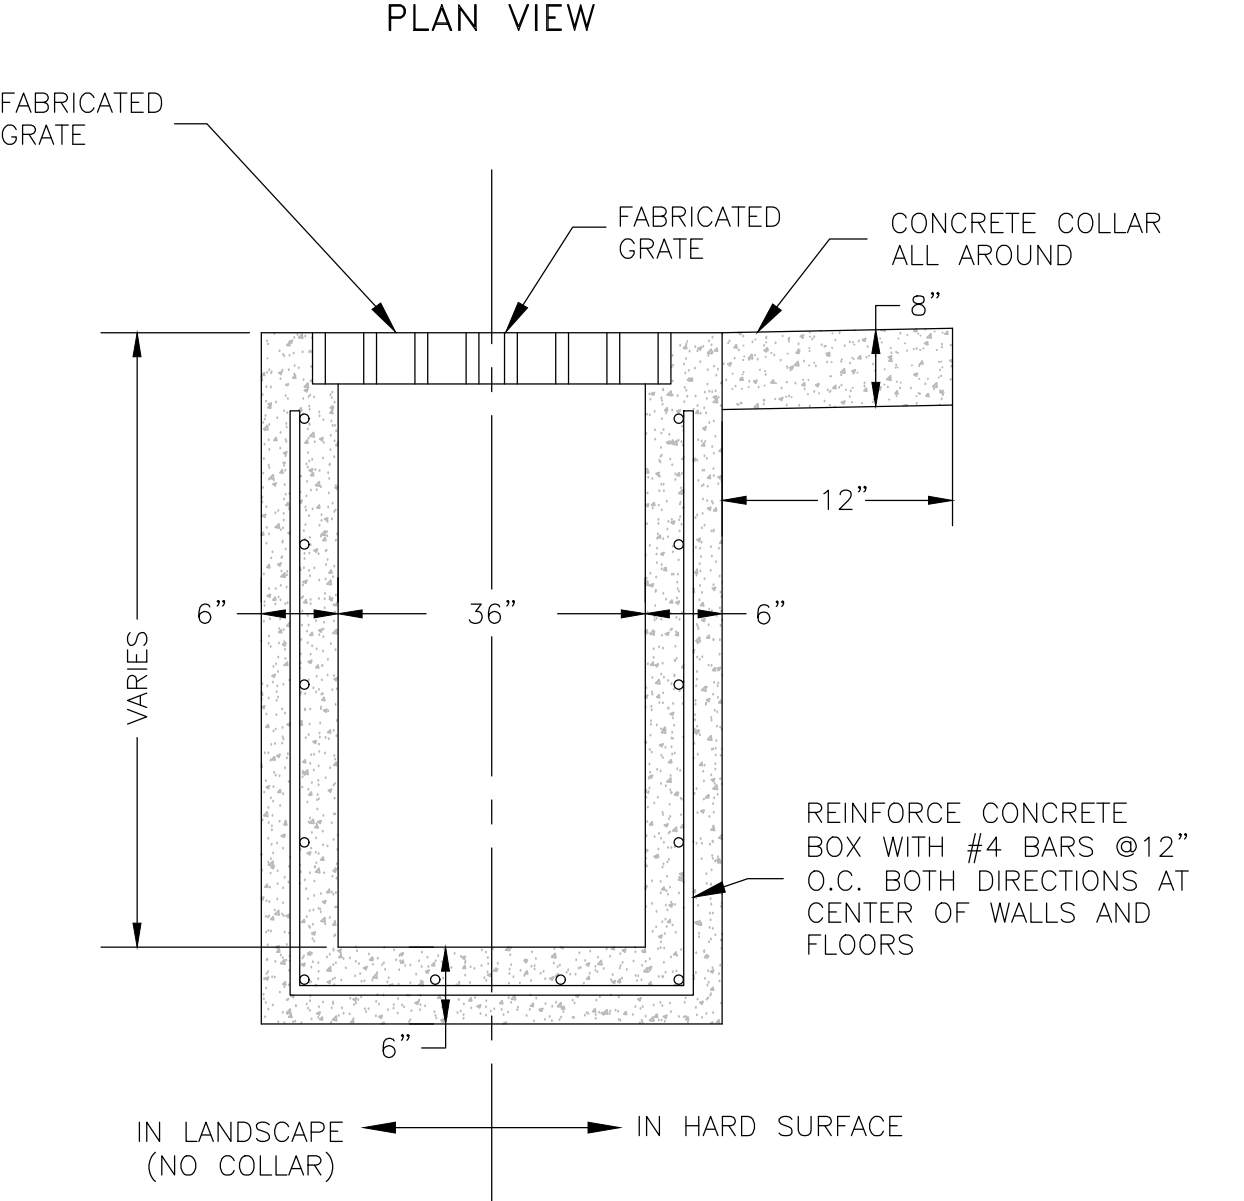 PLAN VIEW
FABRICATED
GRATE
FABRICATED
GRATE
CONCRETE COLLAR
ALL AROUND
8”
12”
6”
36”
6”
VARIES
REINFORCE CONCRETE
BOX WITH #4 BARS @12”
O.C. BOTH DIRECTIONS AT
CENTER OF WALLS AND
FLOORS
6”
IN LANDSCAPE
(NO COLLAR)
IN HARD SURFACE